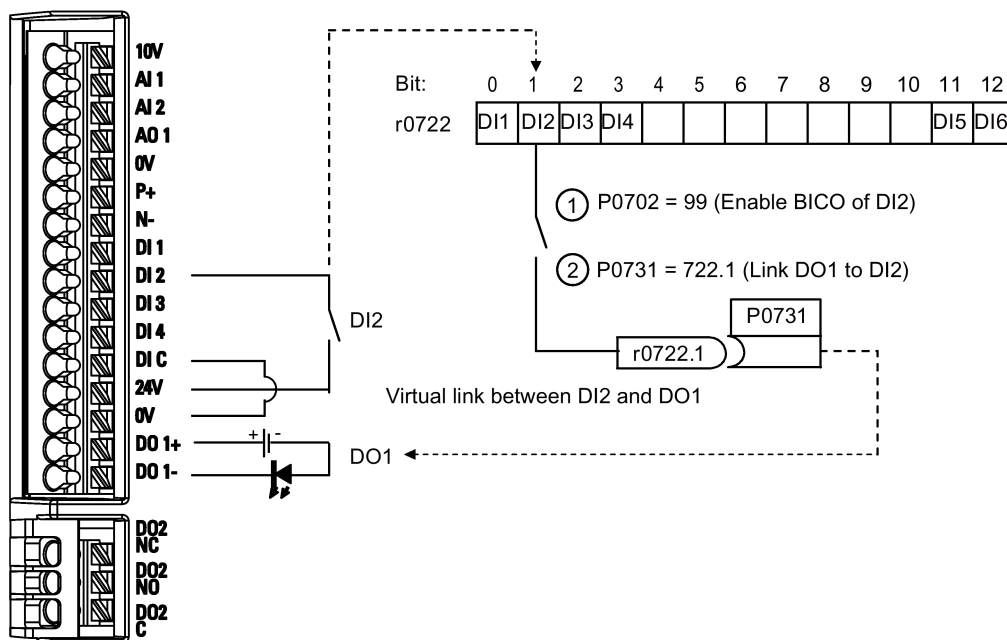 10V
AI 1
AI 2
AO 1
0V
P+
N-
DI 1
DI 2
DI 3
DI 4
DI C
24V
0V
DO 1+
DO 1-
DO2
NC
DO2
NO
DO2
C
DI2
+ -
DO1
Bit: 0 1 2 3 4 5 6 7 8 9 10 11 12
r0722 DI1 DI2 DI3 DI4 DI5 DI6
1 P0702 = 99 (Enable BICO of DI2)
2 P0731 = 722.1 (Link DO1 to DI2)
P0731
r0722.1
Virtual link between DI2 and DO1